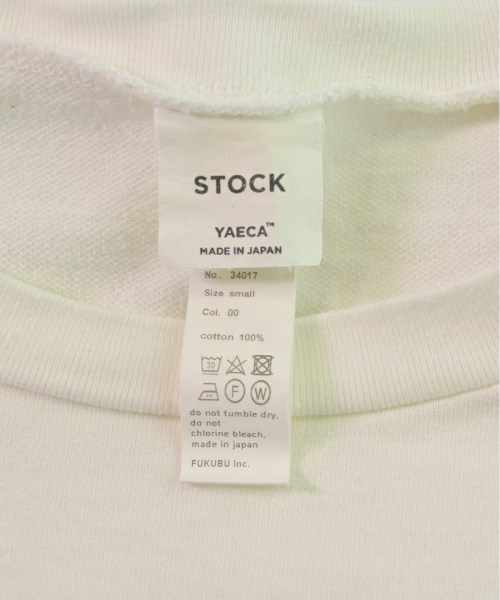 STOCK
YAECA™
MADE IN JAPAN
No. 34017
Size small
Col. 00
cotton 100%
30
F W
do not tumble dry,
do not
chlorine bleach,
made in japan
FUKUBU Inc.